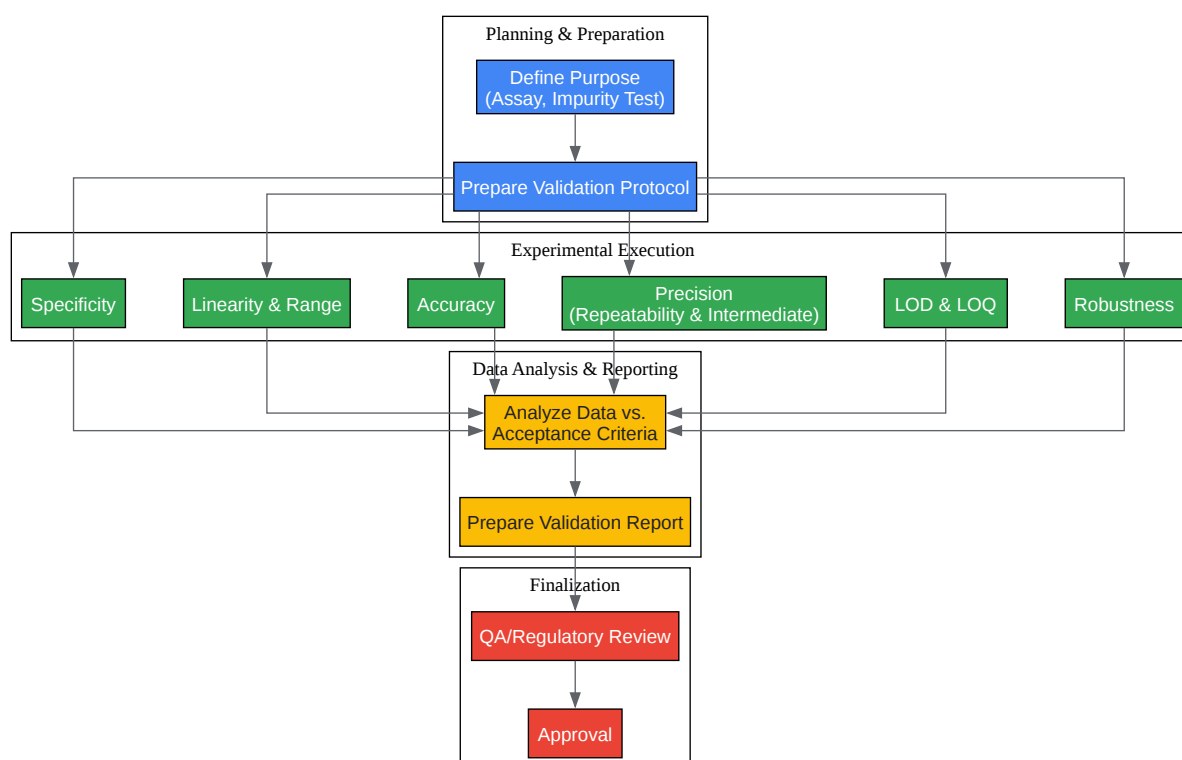 Planning & Preparation
Define Purpose
(Assay, Impurity Test)
Prepare Validation Protocol
Experimental Execution
Specificity
Linearity & Range
Accuracy
Precision
(Repeatability & Intermediate)
LOD & LOQ
Robustness
Data Analysis & Reporting
Analyze Data vs.
Acceptance Criteria
Prepare Validation Report
Finalization
QA/Regulatory Review
Approval